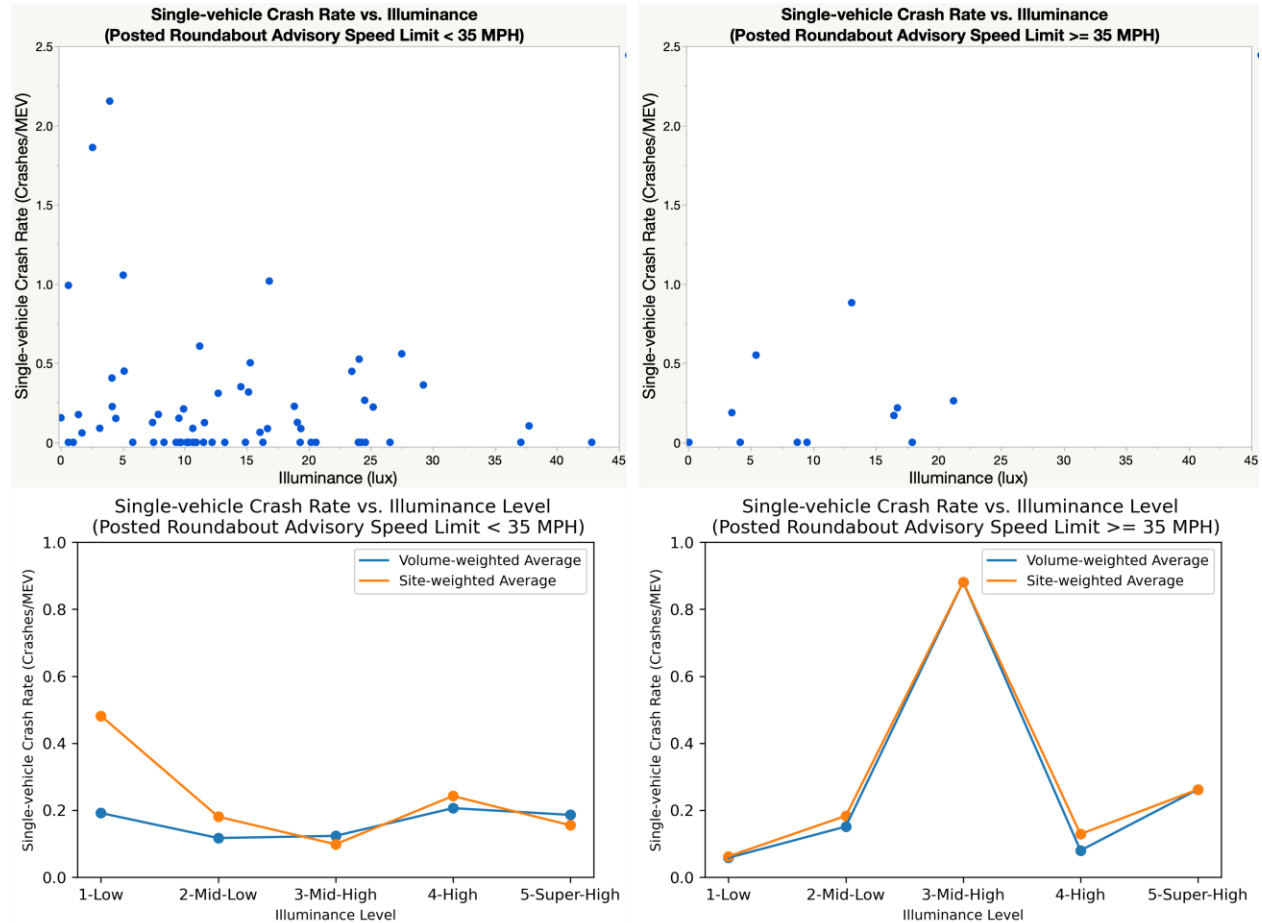 Single-vehicle Crash Rate vs. Illuminance
(Posted Roundabout Advisory Speed Limit < 35 MPH)
2.5
2.0
1.5
1.0
0.5
0
Single-vehicle Crash Rate (Crashes/MEV)
0 5 10 15 20 25 30 35 40 45
Illuminance (lux)
Single-vehicle Crash Rate vs. Illuminance
(Posted Roundabout Advisory Speed Limit >= 35 MPH)
2.5
2.0
1.5
1.0
0.5
0
Single-vehicle Crash Rate (Crashes/MEV)
0 5 10 15 20 25 30 35 40 45
Illuminance (lux)
Single-vehicle Crash Rate vs. Illuminance Level
(Posted Roundabout Advisory Speed Limit < 35 MPH)
Volume-weighted Average
Site-weighted Average
1.0
0.8
0.6
0.4
0.2
0.0
Single-vehicle Crash Rate (Crashes/MEV)
1-Low 2-Mid-Low 3-Mid-High 4-High 5-Super-High
Illuminance Level
Single-vehicle Crash Rate vs. Illuminance Level
(Posted Roundabout Advisory Speed Limit >= 35 MPH)
Volume-weighted Average
Site-weighted Average
1.0
0.8
0.6
0.4
0.2
0.0
Single-vehicle Crash Rate (Crashes/MEV)
1-Low 2-Mid-Low 3-Mid-High 4-High 5-Super-High
Illuminance Level